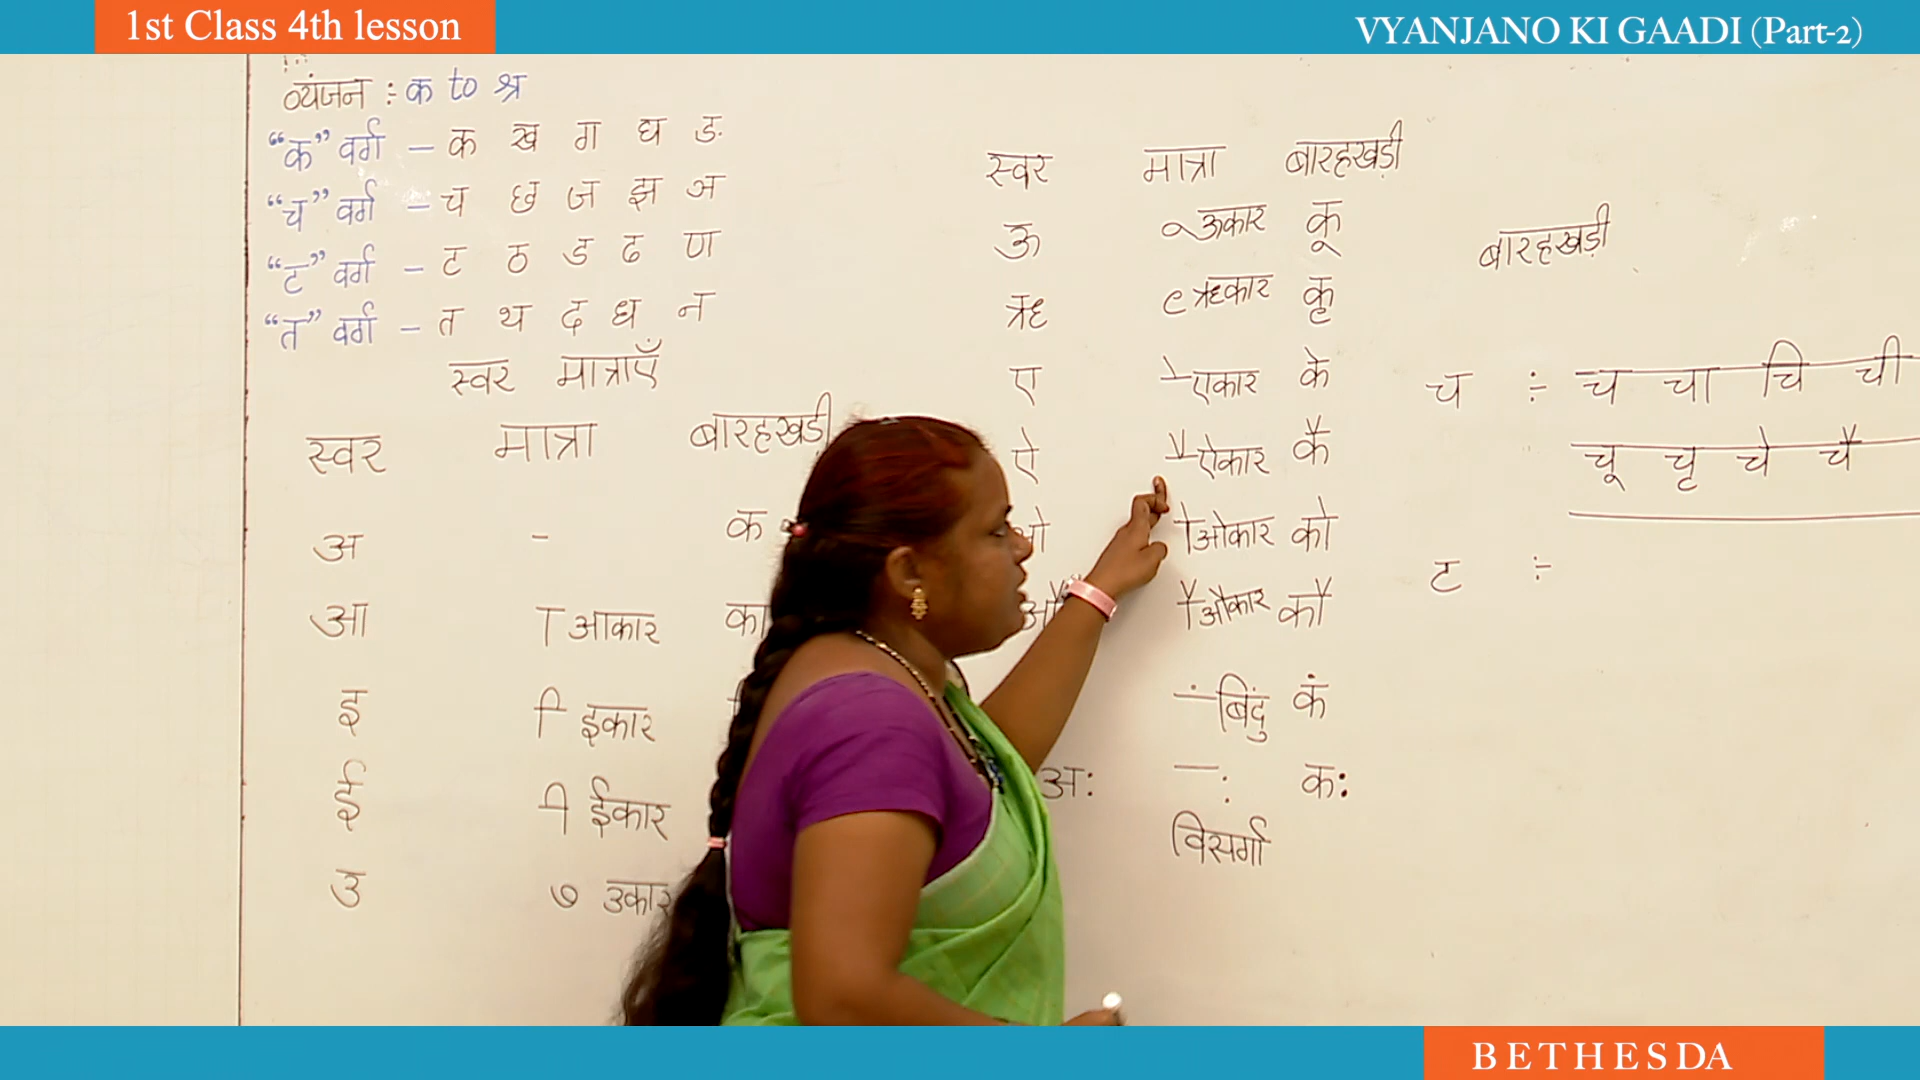 1st Class 4th lesson
VYANJANO KI GAADI (Part-2)
व्यंजन :- क to श्र
“क” वर्ग – क ख ग घ ङ
“च” वर्ग – च छ ज झ ञ
“ट” वर्ग – ट ठ ड ढ ण
“त” वर्ग – त थ द ध न
स्वर मात्राएँ
स्वर मात्रा बारहखड़ी
अ - क
आ ा आकार का
इ ि इकार
ई ी ईकार
उ ु उकार
स्वर मात्रा बारहखड़ी
ऊ ू ऊकार कू
ऋ ृ ऋकार कृ
ए े एकार के
ऐ ै ऐकार कै
ो ओकार को
औ ौ औकार कौ
ं बिंदु कं
अः ः कः
विसर्ग
बारहखड़ी
च :- च चा चि ची
चू चृ चे चै
ट :-
BETHESDA